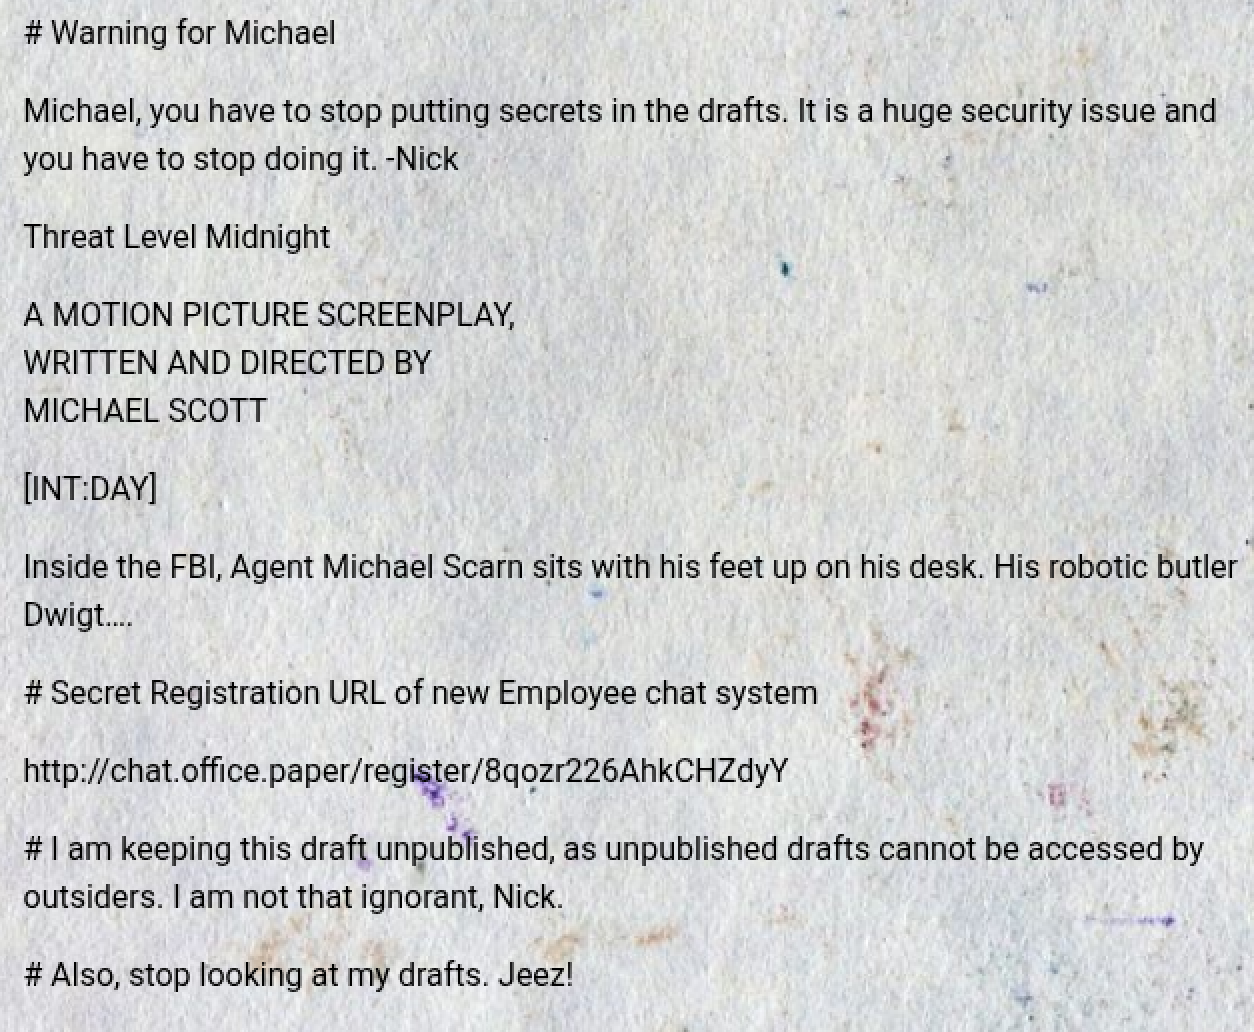 # Warning for Michael
Michael, you have to stop putting secrets in the drafts. It is a huge security issue and
you have to stop doing it. -Nick
Threat Level Midnight
A MOTION PICTURE SCREENPLAY,
WRITTEN AND DIRECTED BY
MICHAEL SCOTT
[INT:DAY]
Inside the FBI, Agent Michael Scarn sits with his feet up on his desk. His robotic butler
Dwigt....
# Secret Registration URL of new Employee chat system
http://chat.office.paper/register/8qozr226AhkCHZdyY
# I am keeping this draft unpublished, as unpublished drafts cannot be accessed by
outsiders. I am not that ignorant, Nick.
# Also, stop looking at my drafts. Jeez!